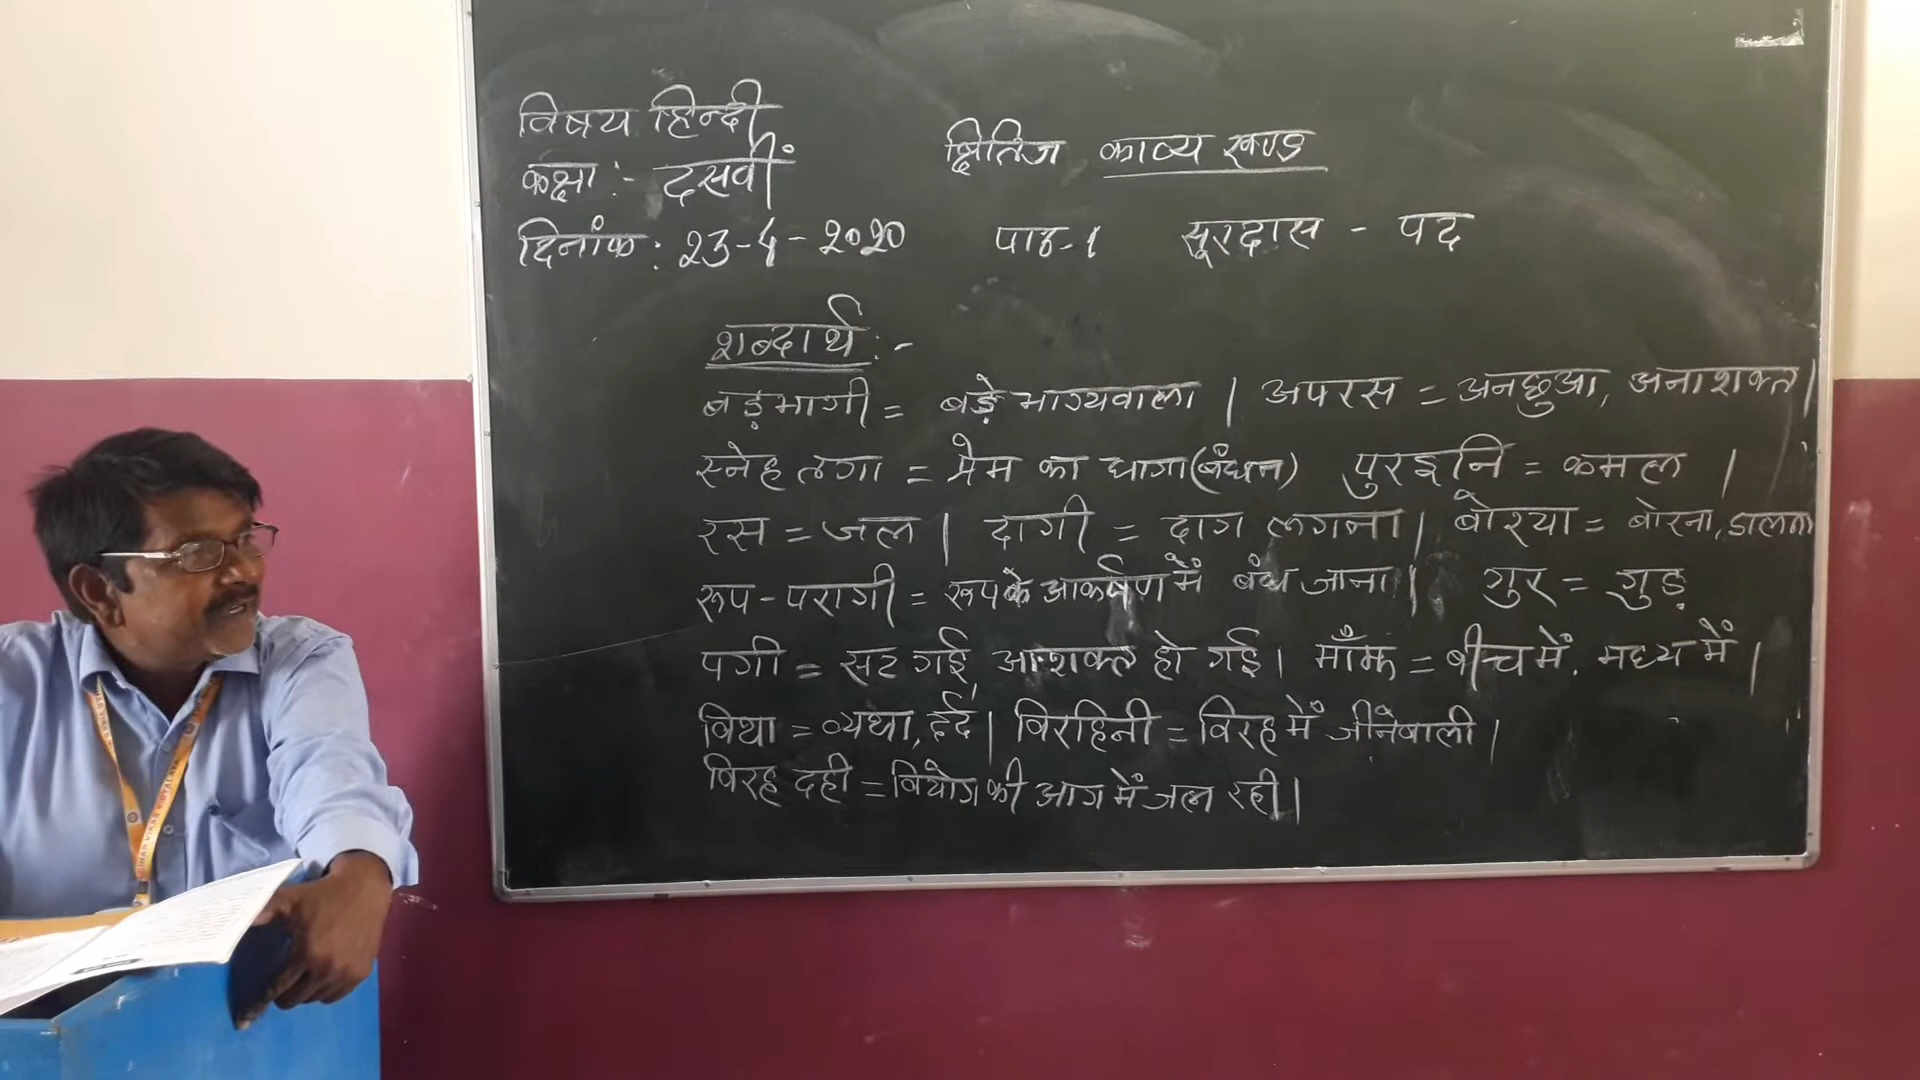 विषय हिन्दी
कक्षा :- दसवीं
क्षितिज काव्य खण्ड
दिनांक : 23-4-2020 पाठ-1 सूरदास - पद
शब्दार्थ :-
बड़भागी = बड़े भाग्यवाला | अपरस = अनछुआ, अनाशक्त |
स्नेह तगा = प्रेम का धागा (बंधन) पुरइनि = कमल |
रस = जल | दागी = दाग लगना | बोरयो = बोरना, डालना
रूप-परागी = रूप के आकर्षण में बंध जाना | गुर = गुड़
पगी = सट गई, आशक्त हो गई | माँझ = बीच में, मध्य में |
विथा = व्यथा, दर्द | विरहिनी = विरह में जीनेवाली |
विरह दही = वियोग की आग में जल रही |